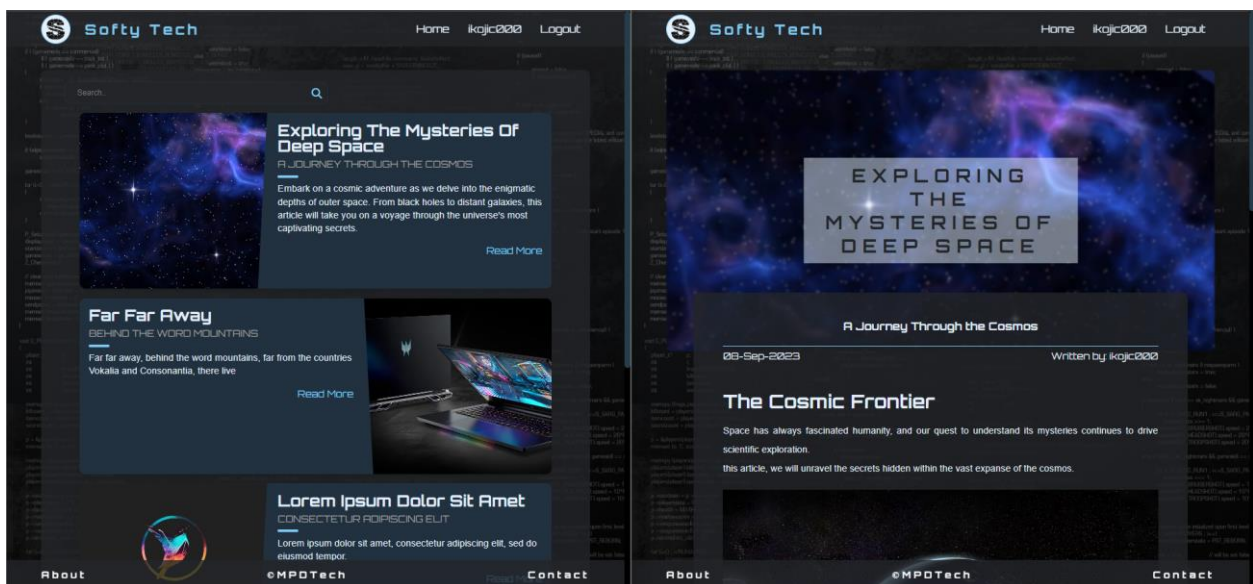 Softy Tech
Home ikojic000 Logout
Search..
Exploring The Mysteries Of
Deep Space
A JOURNEY THROUGH THE COSMOS
Embark on a cosmic adventure as we delve into the enigmatic
depths of outer space. From black holes to distant galaxies, this
article will take you on a voyage through the universe's most
captivating secrets.
Read More
Far Far Away
BEHIND THE WORD MOUNTAINS
Far far away, behind the word mountains, far from the countries
Vokalia and Consonantia, there live
Read More
Lorem Ipsum Dolor Sit Amet
CONSECTETUR ADIPISCING ELIT
Lorem ipsum dolor sit amet, consectetur adipiscing elit, sed do
eiusmod tempor.
Read More
About ©MPDTech Contact
Softy Tech
Home ikojic000 Logout
EXPLORING
THE
MYSTERIES OF
DEEP SPACE
A Journey Through the Cosmos
08-Sep-2023 Written by: ikojic000
The Cosmic Frontier
Space has always fascinated humanity, and our quest to understand its mysteries continues to drive
scientific exploration.
this article, we will unravel the secrets hidden within the vast expanse of the cosmos.
About ©MPDTech Contact